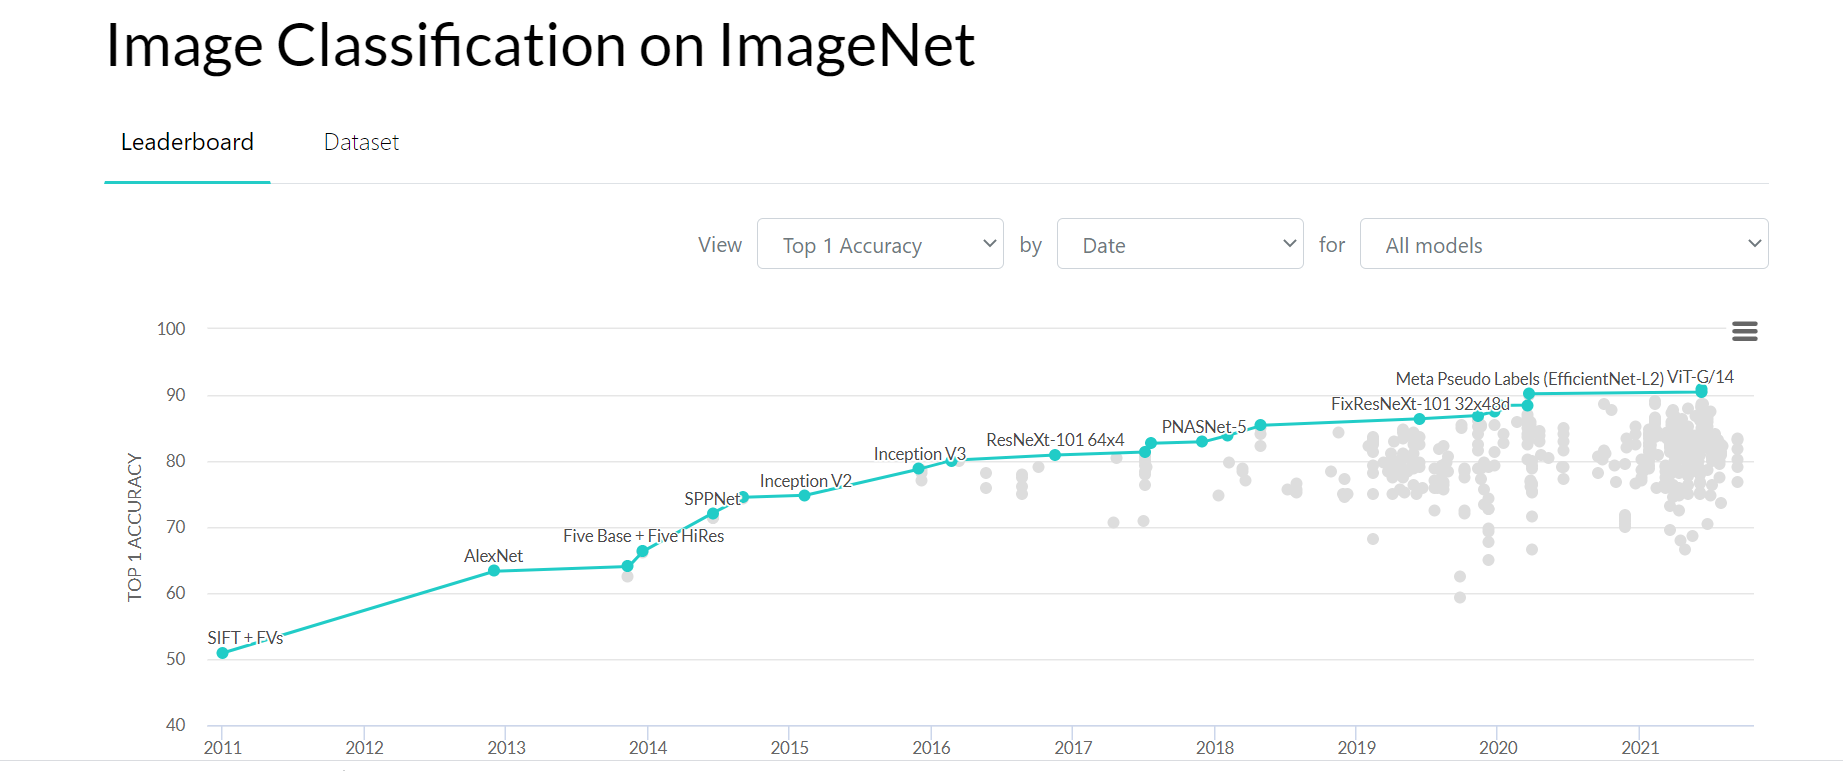 Image Classification on ImageNet
Leaderboard Dataset
View Top 1 Accuracy by Date for All models
TOP 1 ACCURACY
100
90
80
70
60
50
40
SIFT + FVs
AlexNet
Five Base + Five HiRes
SPPNet
Inception V2
Inception V3
ResNeXt-101 64x4
PNASNet-5
FixResNeXt-101 32x48d
Meta Pseudo Labels (EfficientNet-L2)
ViT-G/14
2011 2012 2013 2014 2015 2016 2017 2018 2019 2020 2021